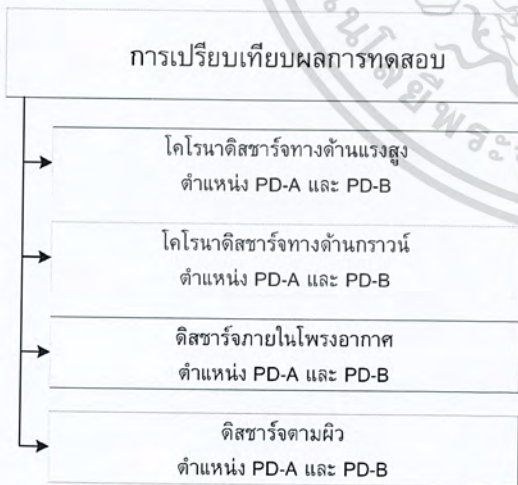 การเปรียบเทียบผลการทดสอบ
โคโรนาดิสชาร์จทางด้านแรงสูง
ตำแหน่ง PD-A และ PD-B
โคโรนาดิสชาร์จทางด้านกราวน์
ตำแหน่ง PD-A และ PD-B
ดิสชาร์จภายในโพรงอากาศ
ตำแหน่ง PD-A และ PD-B
ดิสชาร์จตามผิว
ตำแหน่ง PD-A และ PD-B